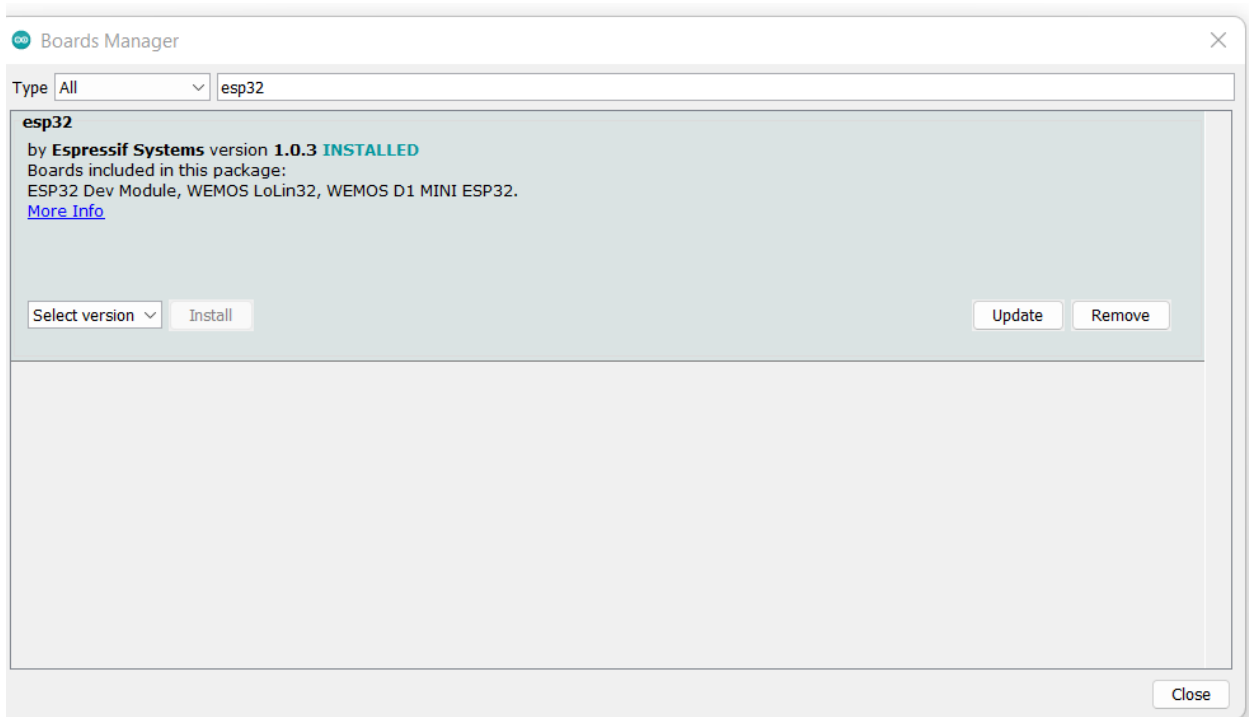 Boards Manager
Type All esp32
esp32
by Espressif Systems version 1.0.3 INSTALLED
Boards included in this package:
ESP32 Dev Module, WEMOS LoLin32, WEMOS D1 MINI ESP32.
More Info
Select version Install Update Remove
Close